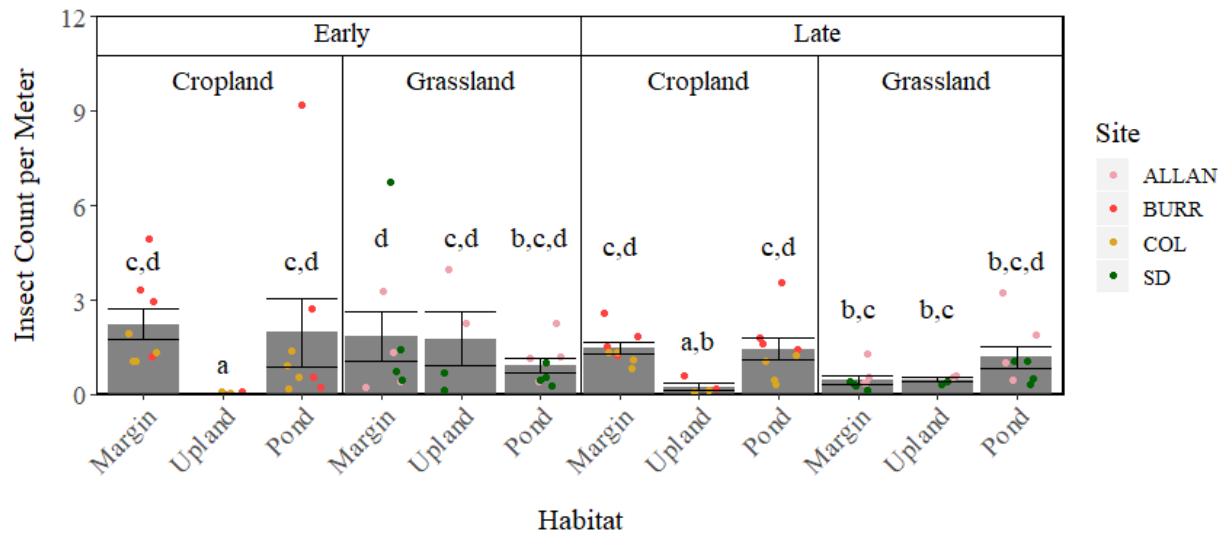 12
Early Late
Cropland Grassland Cropland Grassland
9
Site
ALLAN
BURR
COL
SD
6
d c,d b,c,d c,d c,d b,c,d
c,d c,d
3
b,c b,c
a a,b
0
Margin Upland Pond Margin Upland Pond Margin Upland Pond Margin Upland Pond
Habitat
Insect Count per Meter